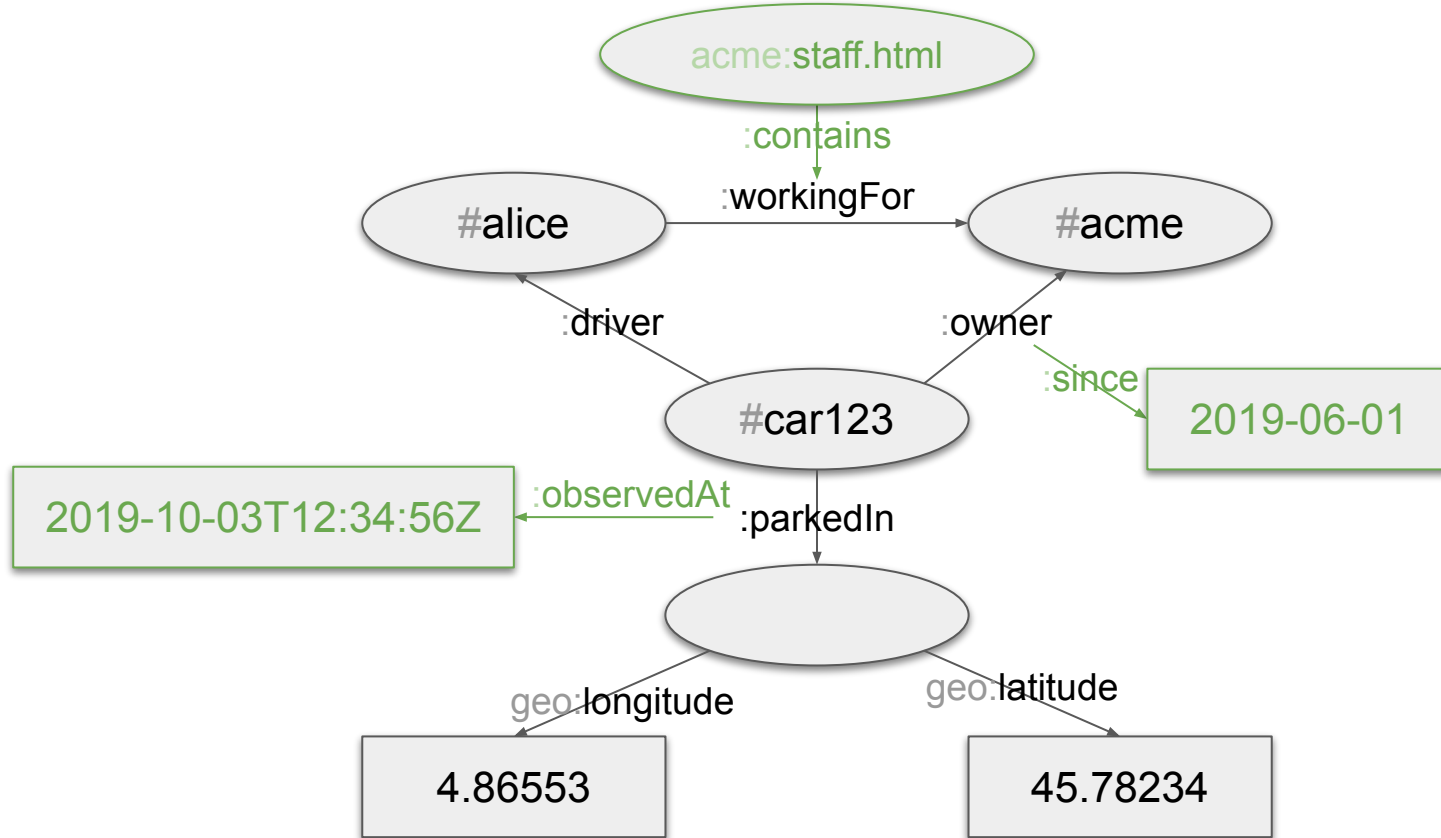 acme:staff.html
:contains
:workingFor
#alice
#acme
:driver
:owner
:since
#car123
2019-06-01
:observedAt
2019-10-03T12:34:56Z
:parkedIn
geo:longitude
geo:latitude
4.86553
45.78234